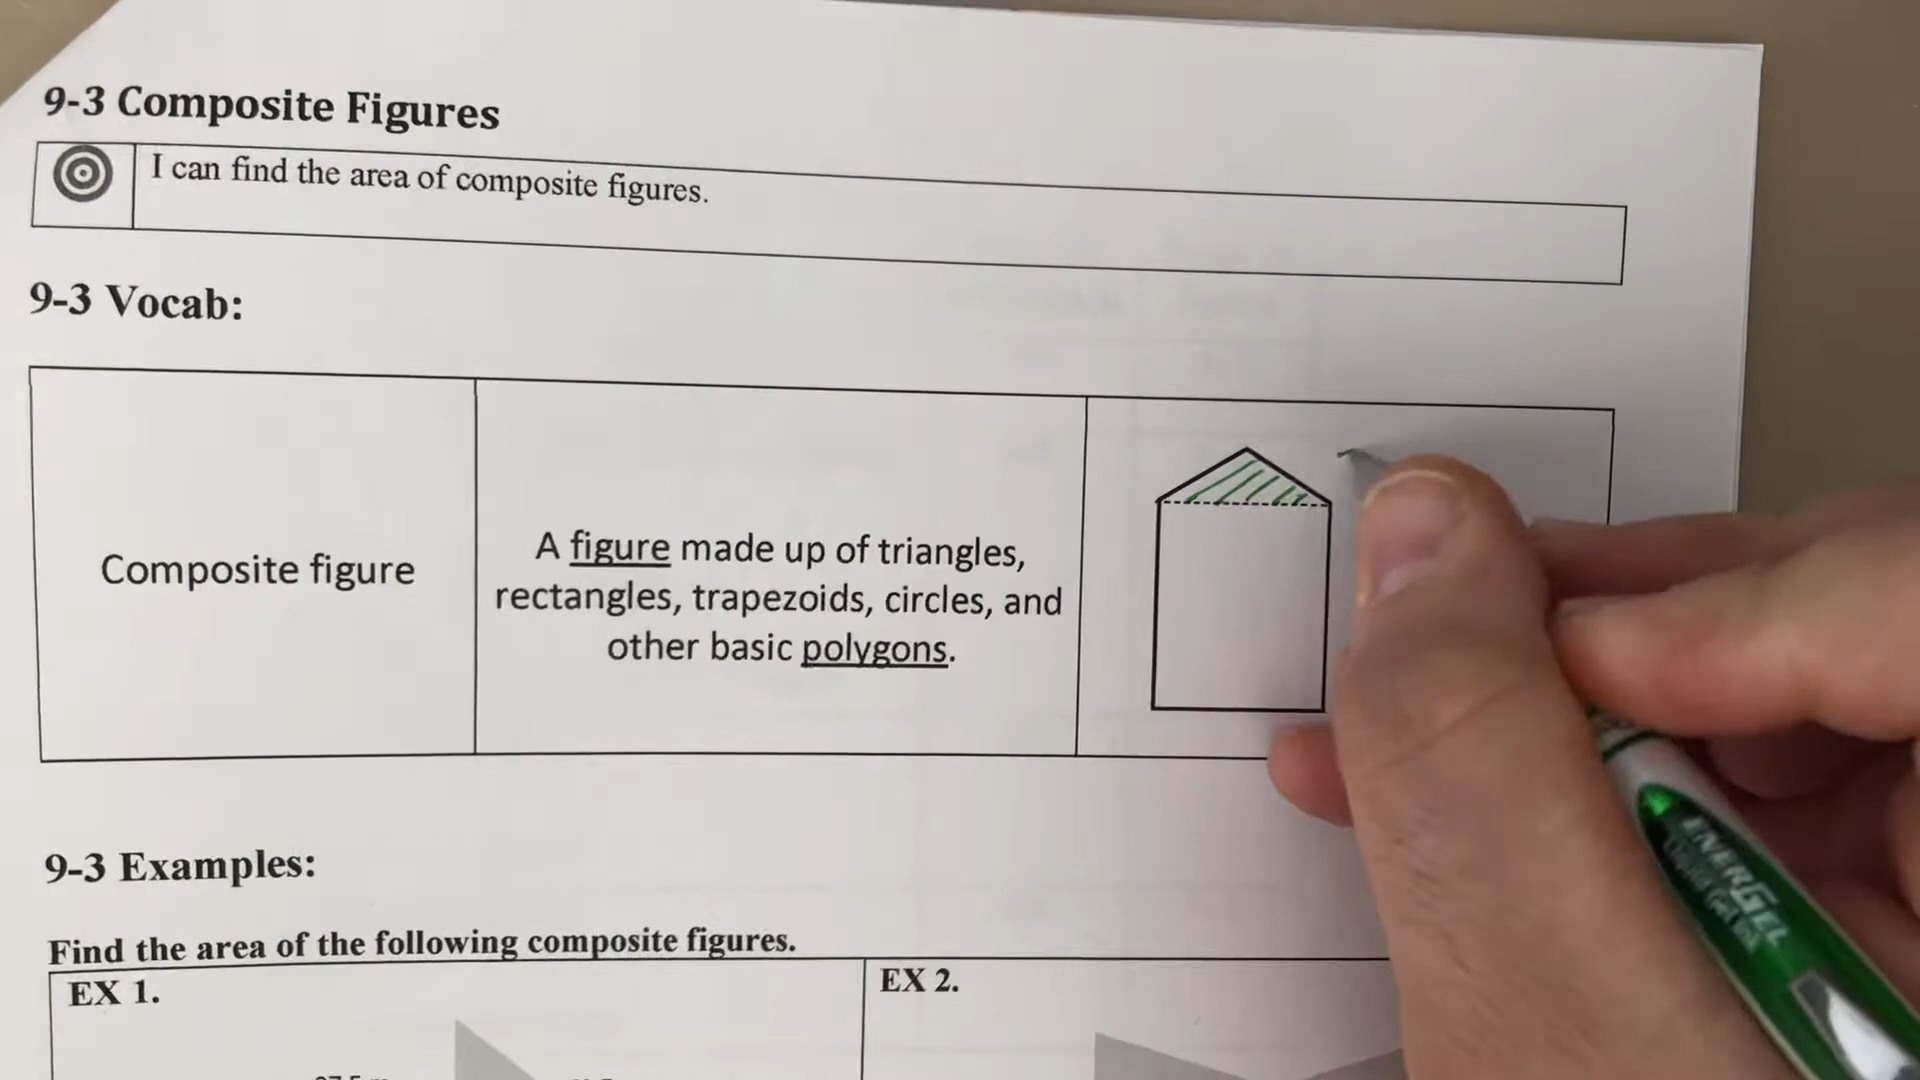 9-3 Composite Figures
I can find the area of composite figures.
9-3 Vocab:
Composite figure
A figure made up of triangles,
rectangles, trapezoids, circles, and
other basic polygons.
9-3 Examples:
Find the area of the following composite figures.
EX 1.
EX 2.
ENERGEL